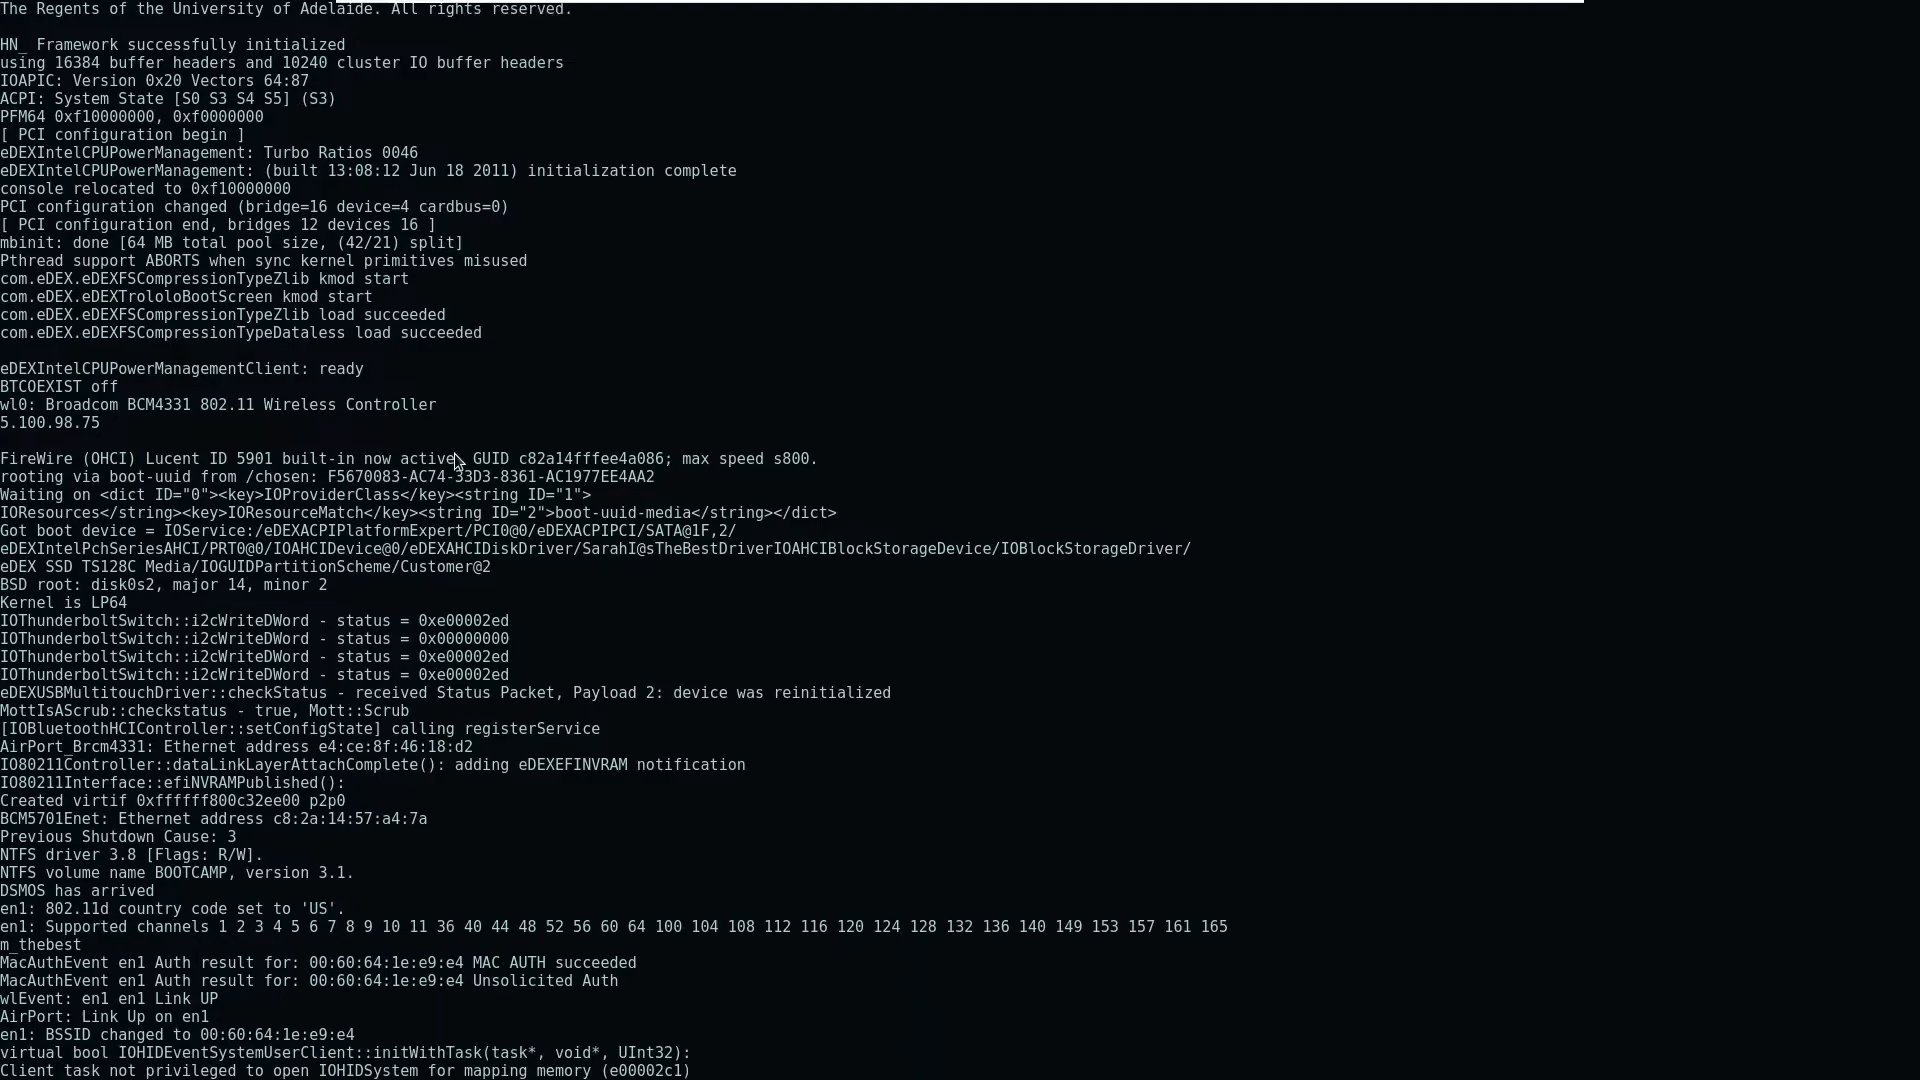 The Regents of the University of Adelaide. All rights reserved.
HN_ Framework successfully initialized
using 16384 buffer headers and 10240 cluster IO buffer headers
IOAPIC: Version 0x20 Vectors 64:87
ACPI: System State [S0 S3 S4 S5] (S3)
PFM64 0xf10000000, 0xf0000000
[ PCI configuration begin ]
eDEXIntelCPUPowerManagement: Turbo Ratios 0046
eDEXIntelCPUPowerManagement: (built 13:08:12 Jun 18 2011) initialization complete
console relocated to 0xf10000000
PCI configuration changed (bridge=16 device=4 cardbus=0)
[ PCI configuration end, bridges 12 devices 16 ]
mbinit: done [64 MB total pool size, (42/21) split]
Pthread support ABORTS when sync kernel primitives misused
com.eDEX.eDEXFSCompressionTypeZlib kmod start
com.eDEX.eDEXTrololoBootScreen kmod start
com.eDEX.eDEXFSCompressionTypeZlib load succeeded
com.eDEX.eDEXFSCompressionTypeDataless load succeeded
eDEXIntelCPUPowerManagementClient: ready
BTCOEXIST off
wl0: Broadcom BCM4331 802.11 Wireless Controller
5.100.98.75
FireWire (OHCI) Lucent ID 5901 built-in now active, GUID c82a14fffee4a086; max speed s800.
rooting via boot-uuid from /chosen: F5670083-AC74-33D3-8361-AC1977EE4AA2
Waiting on <dict ID="0"><key>IOProviderClass</key><string ID="1">
IOResources</string><key>IOResourceMatch</key><string ID="2">boot-uuid-media</string></dict>
Got boot device = IOService:/eDEXACPIPlatformExpert/PCI0@0/eDEXACPIPCI/SATA@1F,2/
eDEXIntelPchSeriesAHCI/PRT0@0/IOAHCIDevice@0/eDEXAHCIDiskDriver/SarahI@sTheBestDriverIOAHCIBlockStorageDevice/IOBlockStorageDriver/
eDEX SSD TS128C Media/IOGUIDPartitionScheme/Customer@2
BSD root: disk0s2, major 14, minor 2
Kernel is LP64
IOThunderboltSwitch::i2cWriteDWord - status = 0xe00002ed
IOThunderboltSwitch::i2cWriteDWord - status = 0x00000000
IOThunderboltSwitch::i2cWriteDWord - status = 0xe00002ed
IOThunderboltSwitch::i2cWriteDWord - status = 0xe00002ed
eDEXUSBMultitouchDriver::checkStatus - received Status Packet, Payload 2: device was reinitialized
MottIsAScrub::checkstatus - true, Mott::Scrub
[IOBluetoothHCIController::setConfigState] calling registerService
AirPort_Brcm4331: Ethernet address e4:ce:8f:46:18:d2
IO80211Controller::dataLinkLayerAttachComplete(): adding eDEXEFINVRAM notification
IO80211Interface::efiNVRAMPublished():
Created virtif 0xffffff800c32ee00 p2p0
BCM5701Enet: Ethernet address c8:2a:14:57:a4:7a
Previous Shutdown Cause: 3
NTFS driver 3.8 [Flags: R/W].
NTFS volume name BOOTCAMP, version 3.1.
DSMOS has arrived
en1: 802.11d country code set to 'US'.
en1: Supported channels 1 2 3 4 5 6 7 8 9 10 11 36 40 44 48 52 56 60 64 100 104 108 112 116 120 124 128 132 136 140 149 153 157 161 165
m_thebest
MacAuthEvent en1 Auth result for: 00:60:64:1e:e9:e4 MAC AUTH succeeded
MacAuthEvent en1 Auth result for: 00:60:64:1e:e9:e4 Unsolicited Auth
wlEvent: en1 en1 Link UP
AirPort: Link Up on en1
en1: BSSID changed to 00:60:64:1e:e9:e4
virtual bool IOHIDEventSystemUserClient::initWithTask(task*, void*, UInt32):
Client task not privileged to open IOHIDSystem for mapping memory (e00002c1)